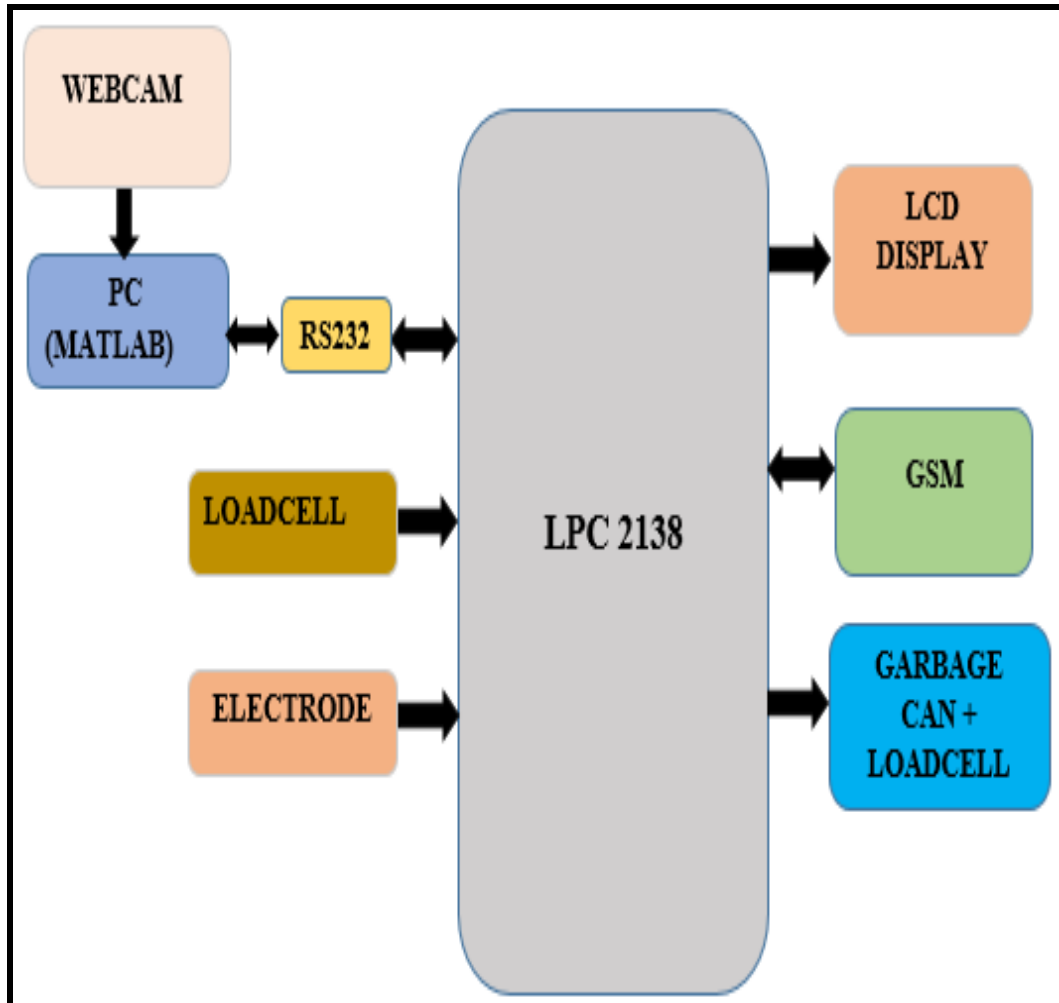 WEBCAM
PC
(MATLAB)
RS232
LOADCELL
ELECTRODE
LPC 2138
LCD
DISPLAY
GSM
GARBAGE
CAN +
LOADCELL